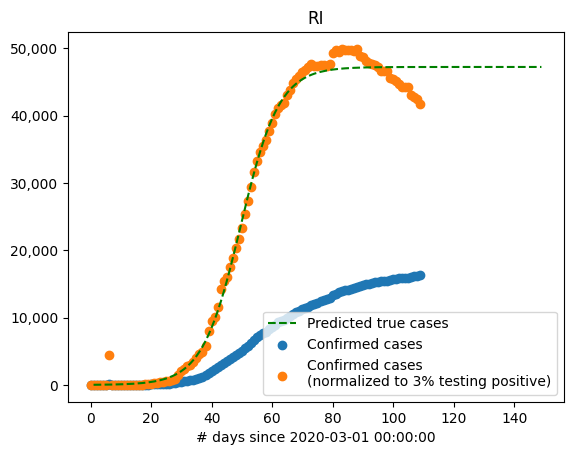 RI
50,000
40,000
30,000
20,000
10,000
0
Predicted true cases
Confirmed cases
Confirmed cases
(normalized to 3% testing positive)
0 20 40 60 80 100 120 140
# days since 2020-03-01 00:00:00